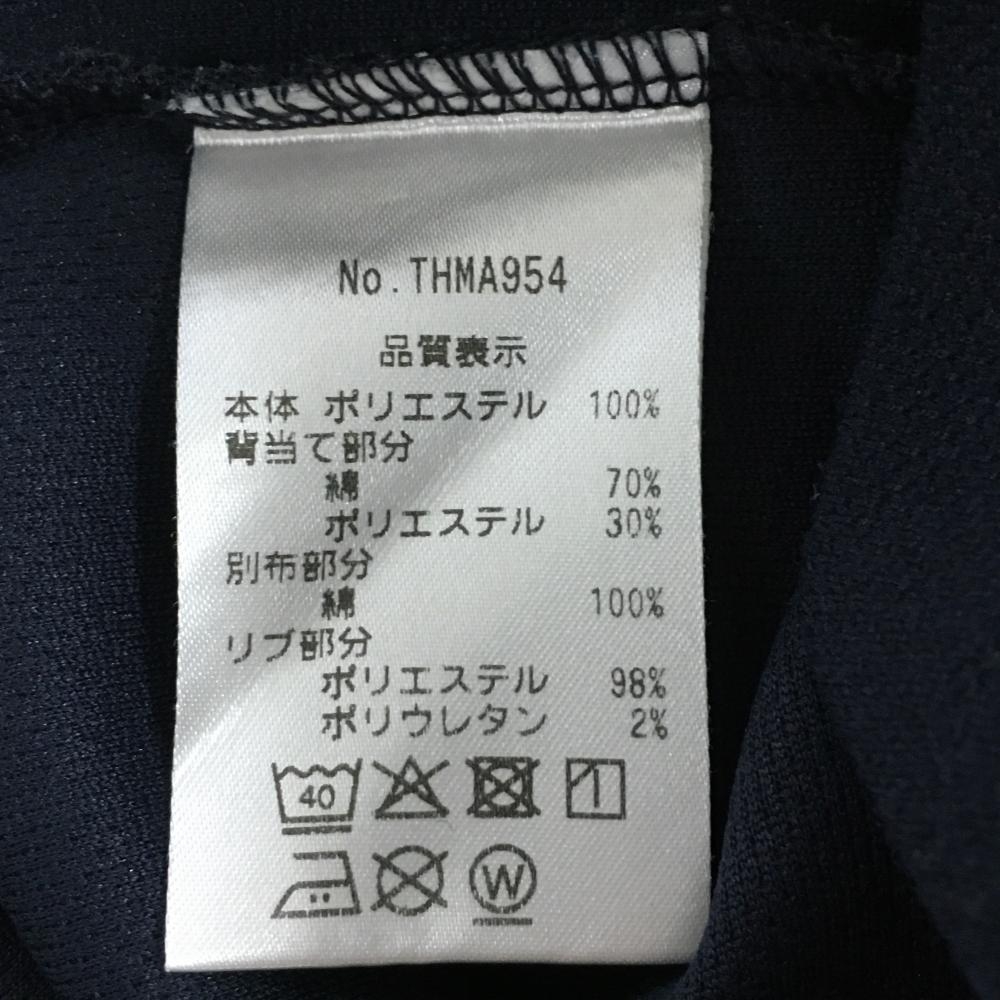 No.THMA954
品質表示
本体 ポリエステル 100%
背当て部分
綿 70%
ポリエステル 30%
別布部分
綿 100%
リブ部分
ポリエステル 98%
ポリウレタン 2%
40
W